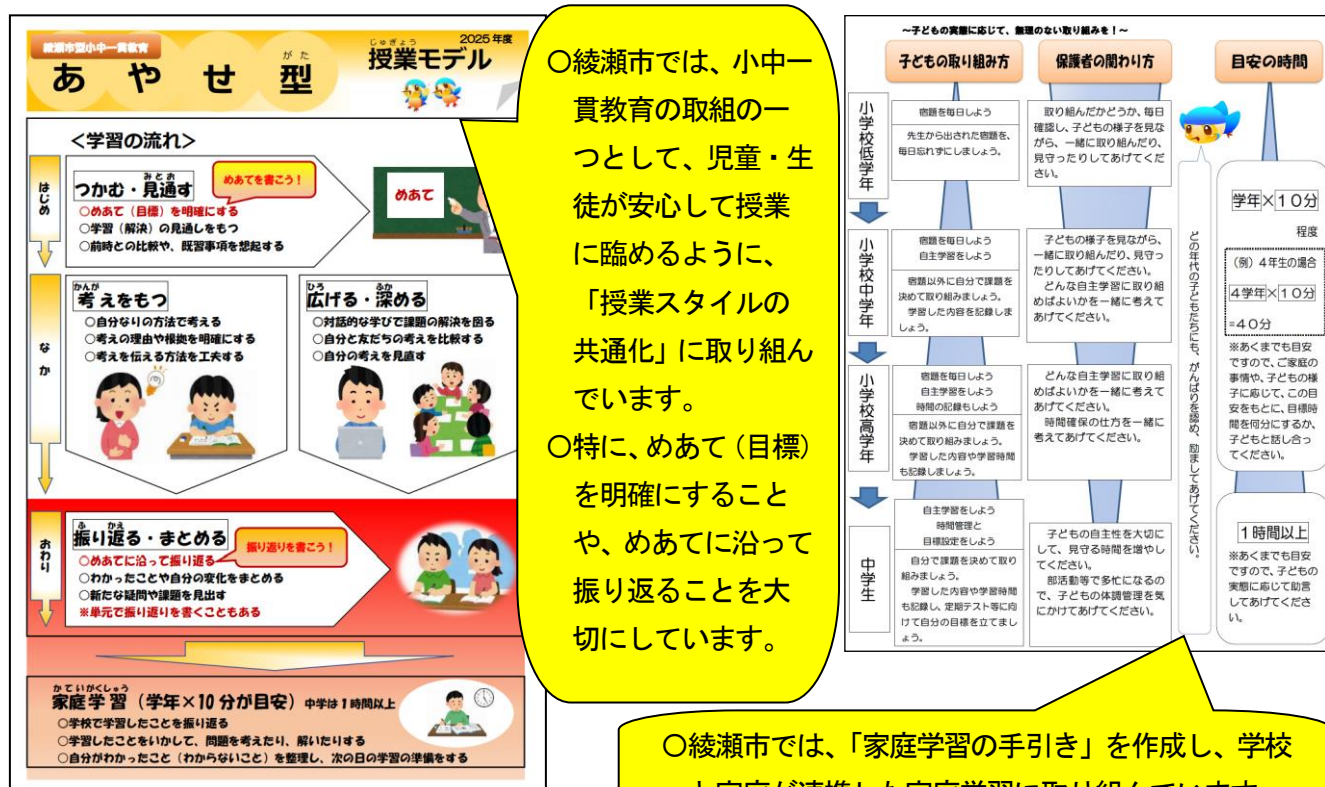 綾瀬市型小中一貫教育
あやせ型
がた
授業モデル
じゅぎょう
2025年度
＜学習の流れ＞
はじめ
つかむ・見通す
みとお
めあてを書こう！
○めあて（目標）を明確にする
○学習（解決）の見通しをもつ
○前時との比較や、既習事項を想起する
めあて
なか
考えをもつ
かんが
○自分なりの方法で考える
○考えの理由や根拠を明確にする
○考えを伝える方法を工夫する
広げる・深める
ひろ
ふか
○対話的な学びで課題の解決を図る
○自分と友だちの考えを比較する
○自分の考えを見直す
おわり
振り返る・まとめる
ふ
かえ
振り返りを書こう！
○めあてに沿って振り返る
○わかったことや自分の変化をまとめる
○新たな疑問や課題を見出す
※単元で振り返りを書くこともある
家庭学習（学年×10分が目安）中学は1時間以上
かていがくしゅう
○学校で学習したことを振り返る
○学習したことをいかして、問題を考えたり、解いたりする
○自分がわかったこと（わからないこと）を整理し、次の日の学習の準備をする
○綾瀬市では、小中一
貫教育の取組の一
つとして、児童・生
徒が安心して授業
に臨めるように、
「授業スタイルの
共通化」に取り組ん
でいます。
○特に、めあて（目標）
を明確にすること
や、めあてに沿って
振り返ることを大
切にしています。
～子どもの実態に応じて、無理のない取り組みを！～
子どもの取り組み方
保護者の関わり方
目安の時間
小学校低学年
宿題を毎日しよう
先生から出された宿題を、
毎日忘れずにしましょう。
取り組んだかどうか、毎日
確認し、子どもの様子を見な
がら、一緒に取り組んだり、
見守ったりしてあげてくだ
さい。
小学校中学年
宿題を毎日しよう
自主学習をしよう
宿題以外に自分で課題を
決めて取り組みましょう。
学習した内容を記録しま
しょう。
子どもの様子を見ながら、
一緒に取り組んだり、見守っ
たりしてあげてください。
どんな自主学習に取り組
めばよいかを一緒に考えて
あげてください。
小学校高学年
宿題を毎日しよう
自主学習をしよう
時間の記録もしよう
宿題以外に自分で課題を
決めて取り組みましょう。
学習した内容や学習時間
も記録しましょう。
どんな自主学習に取り組
めばよいかを一緒に考えて
あげてください。
時間確保の仕方を一緒に
考えてあげてください。
中学生
自主学習をしよう
時間管理と
目標設定をしよう
自分で課題を決めて取り
組みましょう。
学習した内容や学習時間
も記録し、定期テスト等に向
けて自分の目標を立てまし
ょう。
子どもの自主性を大切に
して、見守る時間を増やし
てください。
部活動等で多忙になるの
で、子どもの体調管理を気
にかけてあげてください。
どの年代の子どもたちにも、がんばりを認め、励ましてあげてください。
学年×10分
程度
（例）4年生の場合
4学年×10分
=40分
※あくまでも目安
ですので、ご家庭の
事情や、子どもの様
子に応じて、この目
安をもとに、目標時
間を何分にするか、
子どもと話し合っ
てください。
1時間以上
※あくまでも目安
ですので、子どもの
実態に応じて助言
してあげてくださ
い。
○綾瀬市では、「家庭学習の手引き」を作成し、学校